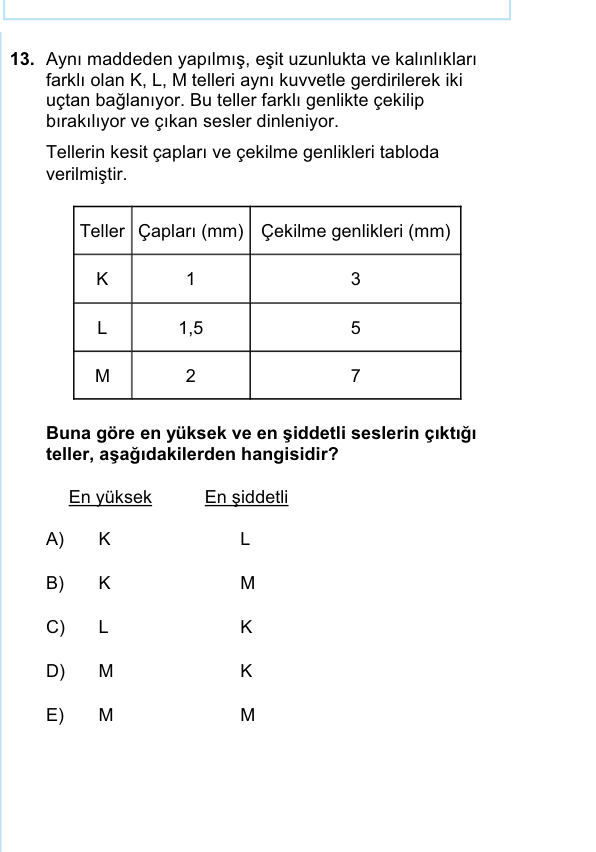 13. Aynı maddeden yapılmış, eşit uzunlukta ve kalınlıkları
farklı olan K, L, M telleri aynı kuvvetle gerdirilerek iki
uçtan bağlanıyor. Bu teller farklı genlikte çekilip
bırakılıyor ve çıkan sesler dinleniyor.
Tellerin kesit çapları ve çekilme genlikleri tabloda
verilmiştir.
Teller Çapları (mm) Çekilme genlikleri (mm)
K 1 3
L 1,5 5
M 2 7
Buna göre en yüksek ve en şiddetli seslerin çıktığı
teller, aşağıdakilerden hangisidir?
En yüksek En şiddetli
A) K L
B) K M
C) L K
D) M K
E) M M